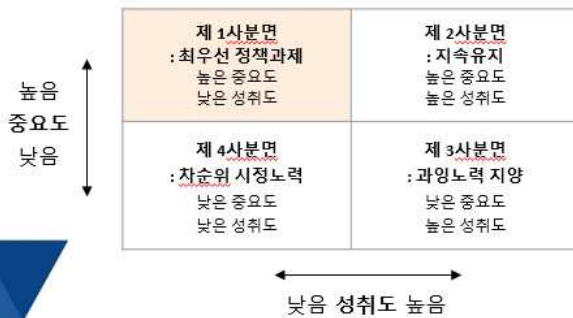 제 1사분면
: 최우선 정책과제
높은 중요도
낮은 성취도
제 2사분면
: 지속유지
높은 중요도
높은 성취도
높음
중요도
낮음
제 4사분면
: 차순위 시정노력
낮은 중요도
낮은 성취도
제 3사분면
: 과잉노력 지양
낮은 중요도
높은 성취도
낮음 성취도 높음